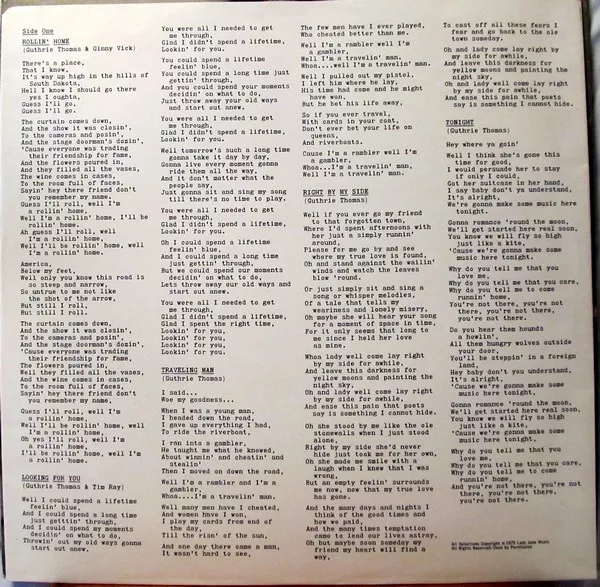 Side One
ROLLIN' HOME
(Guthrie Thomas & Ginny Vick)
There's a place,
That I know,
It's way up high in the hills of
South Dakota
Hell I know I should go there
yes I oughta,
Guess I'll go.
Guess I'll go.
The curtain comes down,
And the show it was closin',
To the cameras and posin',
And the stage doorman's dozin',
'Cause everyone was trading
their friendship for fame,
And the flowers poured in,
And they filled all the vases,
The wine comes in cases,
To the room full of faces,
Sayin' hey there friend don't
you remember my name.
Guess I'll roll, well I'm
a rollin' home,
Well I'm a rollin' home, I'll be
rollin' home.
Ah guess I'll roll, well
I'm a rollin' home,
Well I'll be rollin' home, well
I'm a rollin' home.
America,
Below my feet,
Well only you know this road is
so steep and narrow,
So untrue to me not like
the shot of the arrow,
But still I roll,
But still I roll.
The curtain comes down,
And the show it was closin',
To the cameras and posin',
And the stage doorman's dozin',
'Cause everyone was trading
their friendship for fame,
The flowers poured in,
Well they filled all the vases,
And the wine comes in cases,
To the room full of faces,
Sayin' hey there friend don't
you remember my name,
Guess I'll roll, well I'm
a rollin' home,
Well I'll be rollin' home, well
I'm a rollin' home,
Oh yes I'll roll, well I'm
a rollin' home,
I'll be rollin' home, well I'm
a rollin' home.
LOOKING FOR YOU
(Guthrie Thomas & Tim Ray)
Well I could spend a lifetime
feelin' blue,
And I could spend a long time
just gettin' through,
And I could spend my moments
decidin' on what to do,
Throwin' out my old ways gonna
start out anew.
You were all I needed to get
me through,
Glad I didn't spend a lifetime,
Lookin' for you.
You could spend a lifetime
feelin' blue,
You could spend a long time just
gettin' through,
And you could spend your moments
decidin' on what to do,
Just throw away your old ways
and start out anew.
You were all I needed to get
me through,
Glad I didn't spend a lifetime,
Lookin' for you.
Well tomorrow's such a long time
gonna take it day by day,
Gonna live every moment gonna
ride them all the way,
And it don't matter what the
people say,
Just gonna sit and sing my song
till there's no time to play.
You were all I needed to get
me through,
Glad I didn't spend a lifetime,
Lookin' for you.
Oh I could spend a lifetime
feelin' blue,
And I could spend a long time
just gettin' through,
But we could spend our moments
decidin' on what to do,
Lets throw away our old ways and
start out anew.
You were all I needed to get
me through,
Glad I didn't spend a lifetime,
Glad I spent the right time,
Lookin' for you,
Lookin' for you,
Lookin' for you,
Lookin' for you.
TRAVELING MAN
(Guthrie Thomas)
I said...
Hee my goodness...
When I was a young man,
I headed down the road,
I gave up everything I had,
To ride the riverboat,
I ran into a gambler,
He taught me what he knowed,
About winnin' and cheatin' and
stealin'
Then I moved on down the road,
Well I'm a rambler and I'm a
gambler,
Whoa...I'm a travelin' man.
Well many men have I cheated,
And women have I won,
I play my cards from end of
the day,
Till the risin' of the sun,
And one day there came a man,
It wasn't hard to see,
The few men have I ever played,
Who cheated better than me.
Well I'm a rambler well I'm
a gambler,
Well I'm a travelin' man.
Whoa....well I'm a travelin' man.
Well I pulled out my pistol,
I left him where he lay,
His time had come and he might
have won,
But he bet his life away,
So if you ever travel,
With cards in your coat,
Don't ever bet your life on
queens,
And riverboats.
Cause I'm a rambler well I'm
a gambler,
Whoa...I'm a travelin' man,
Well I'm a travelin' man.
RIGHT BY MY SIDE
(Guthrie Thomas)
Well if you ever go my friend
to that forgotten town,
Where I'd spent afternoons with
her just a simply runnin'
around,
Please for me go by and see
where my true love is found,
Oh and stand against the wailin'
winds and watch the leaves
blow 'round.
Or just simply sit and sing a
song or whisper melodies,
Of a tale that tells my
weariness and lonely misery,
Oh maybe she will hear your song
for a moment of space in time,
For it only seems that long to
me since I held her love
as mine.
Whoa lady well come lay right
by my side for awhile,
And leave this darkness for
yellow moons and painting the
night sky,
Oh and lady well come lay right
by my side for awhile,
And ease this pain that poets
say is something I cannot hide.
Oh she stood by me like the ole
stonewalls when I just stood
alone,
Right by my side she'd never
hide just took me for her own,
Oh she made me smile with a
laugh when I knew that I was
wrong,
But an empty feelin' surrounds
me now, now that my true love
has gone.
And the many days and nights I
think of the good times and
how we paid,
And the many times temptation
came to lead our lives astray,
Oh but maybe soon someday my
friend my heart will find a
way,
To cast off all these fears I
fear and go back to the ole
town someday.
Oh and lady come lay right by
my side for awhile,
And leave this darkness for
yellow moons and painting the
night sky,
Oh and lady well come lay right
by my side for awhile,
And ease this pain that poets
say is something I cannot hide.
TONIGHT
(Guthrie Thomas)
Hey where ya goin'
Well I think she's gone this
time for good,
I would persuade her to stay
if only I could,
Got her suitcase in her hand,
I say baby don't ya understand,
It's alright,
We're gonna make some music here
tonight.
Gonna romance 'round the moon,
We'll get started here real soon,
You know we will fly so high
just like a kite,
'Cause we're gonna make some
music here tonight.
Why do you tell me that you
love me,
Why do you tell me that you care,
Why do you tell me to come
runnin' home.
You're not there, you're not
there, you're not there,
you're not there.
Do you hear them hounds
a howlin',
All them hungry wolves outside
your door,
You'll be steppin' in a foreign
land,
Hey baby don't you understand,
It's alright,
'Cause we're gonna make some
music here tonight.
Gonna romance 'round the moon,
We'll get started here real soon,
You know we will fly so high
just like a kite,
'Cause we're gonna make some
music here tonight,
Why do you tell me that you
love me,
Why do you tell me that you care,
Why do you tell me to come
runnin' home,
And you're not there, you're not
there, you're not there,
you're not there.
All Selections Copyright © 1975 Lady Jane Music
All Rights Reserved/Used by Permission